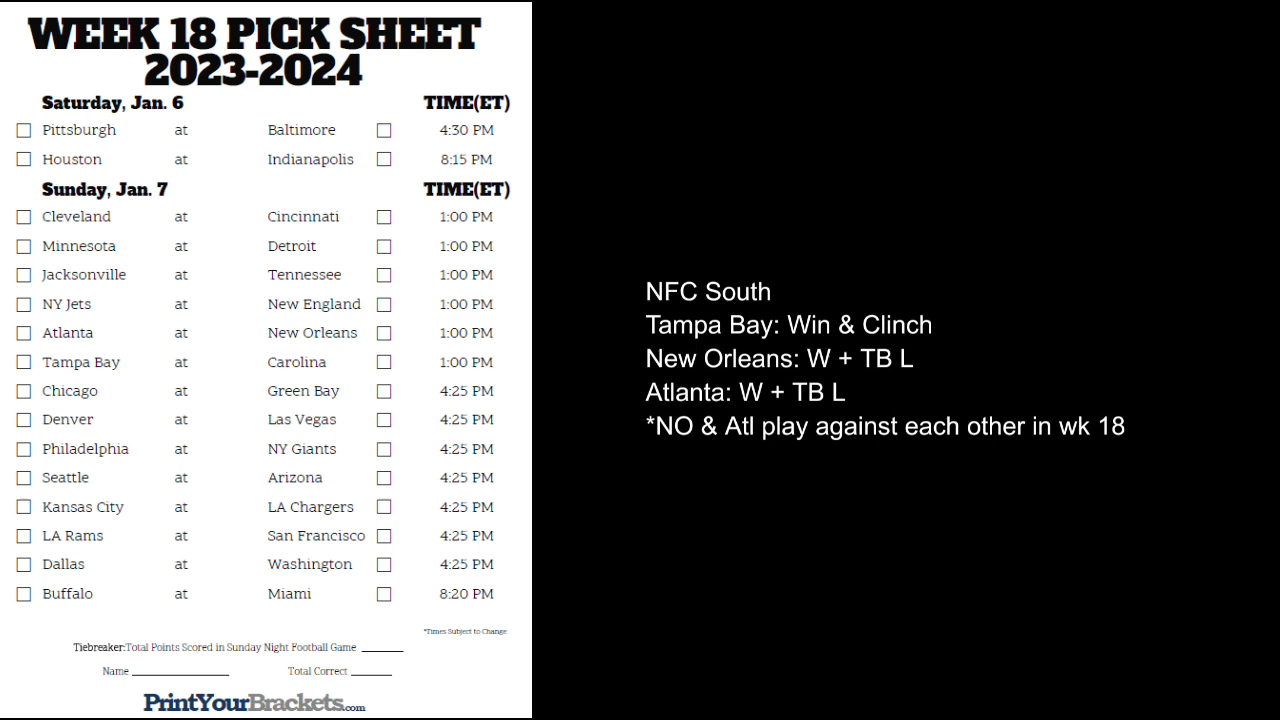 WEEK 18 PICK SHEET
2023-2024
Saturday, Jan. 6 TIME(ET)
Pittsburgh at Baltimore 4:30 PM
Houston at Indianapolis 8:15 PM
Sunday, Jan. 7 TIME(ET)
Cleveland at Cincinnati 1:00 PM
Minnesota at Detroit 1:00 PM
Jacksonville at Tennessee 1:00 PM
NY Jets at New England 1:00 PM
Atlanta at New Orleans 1:00 PM
Tampa Bay at Carolina 1:00 PM
Chicago at Green Bay 4:25 PM
Denver at Las Vegas 4:25 PM
Philadelphia at NY Giants 4:25 PM
Seattle at Arizona 4:25 PM
Kansas City at LA Chargers 4:25 PM
LA Rams at San Francisco 4:25 PM
Dallas at Washington 4:25 PM
Buffalo at Miami 8:20 PM
*Times Subject to Change
Tiebreaker:Total Points Scored in Sunday Night Football Game
Name Total Correct
PrintYourBrackets.com
NFC South
Tampa Bay: Win & Clinch
New Orleans: W + TB L
Atlanta: W + TB L
*NO & Atl play against each other in wk 18